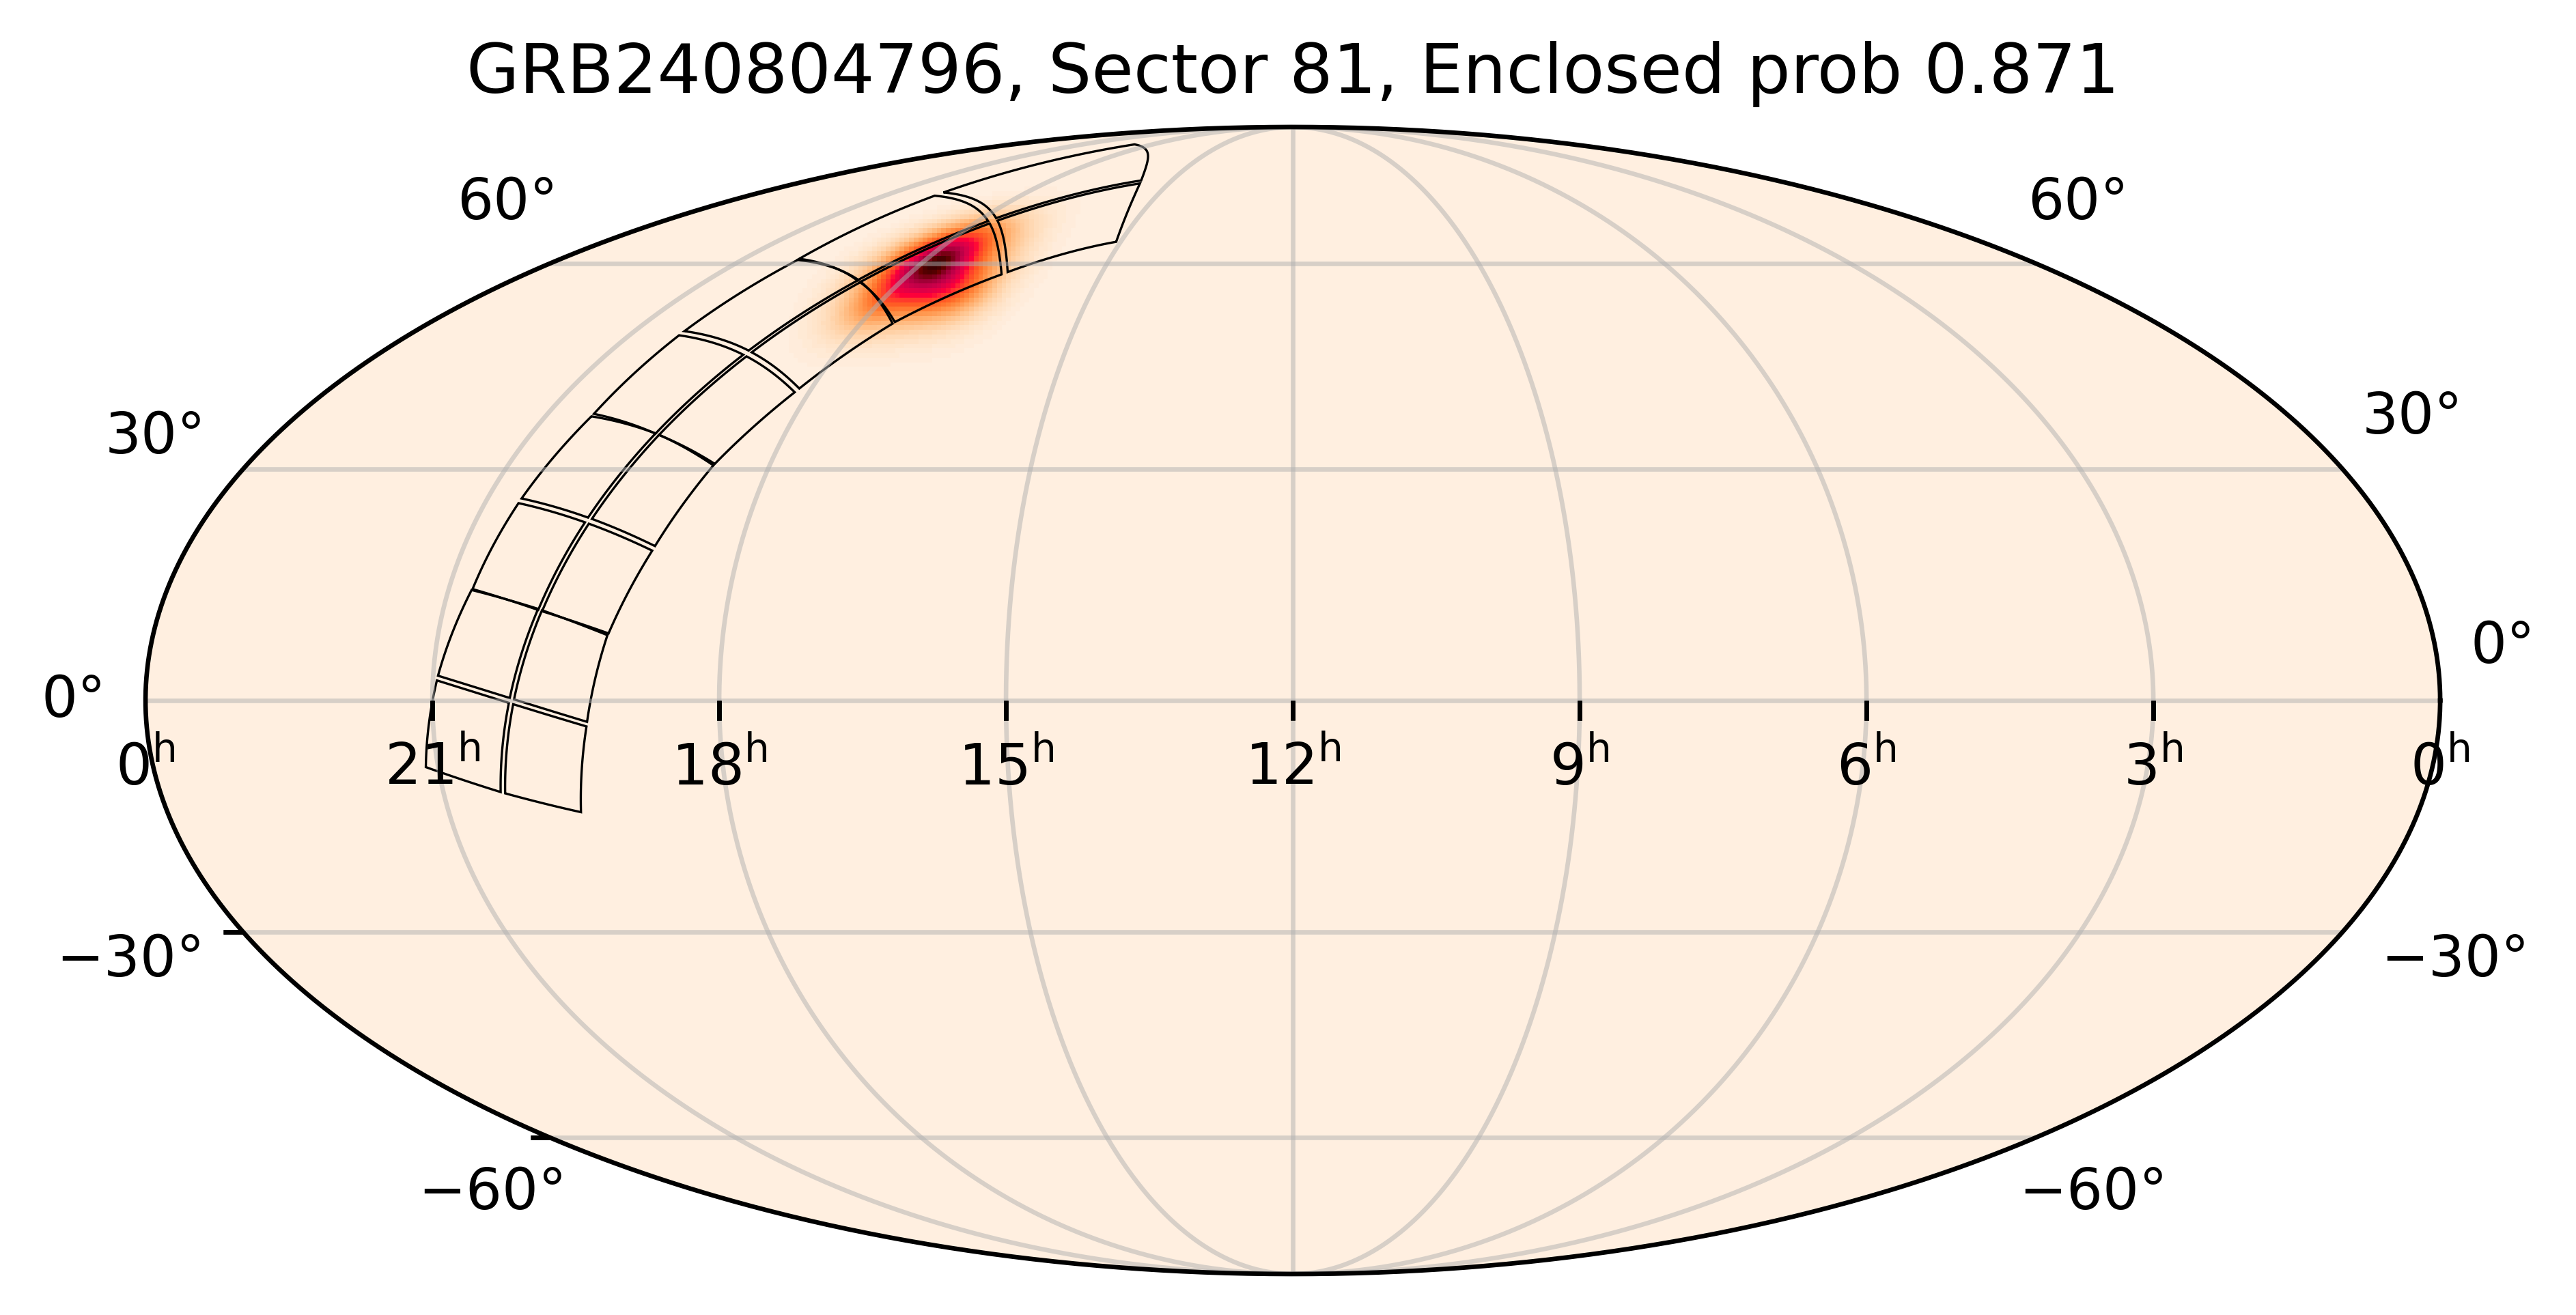 GRB240804796, Sector 81, Enclosed prob 0.871
60° 60°
30° 30°
0° 0°
0h 21h 18h 15h 12h 9h 6h 3h 0h
−30° −30°
−60° −60°